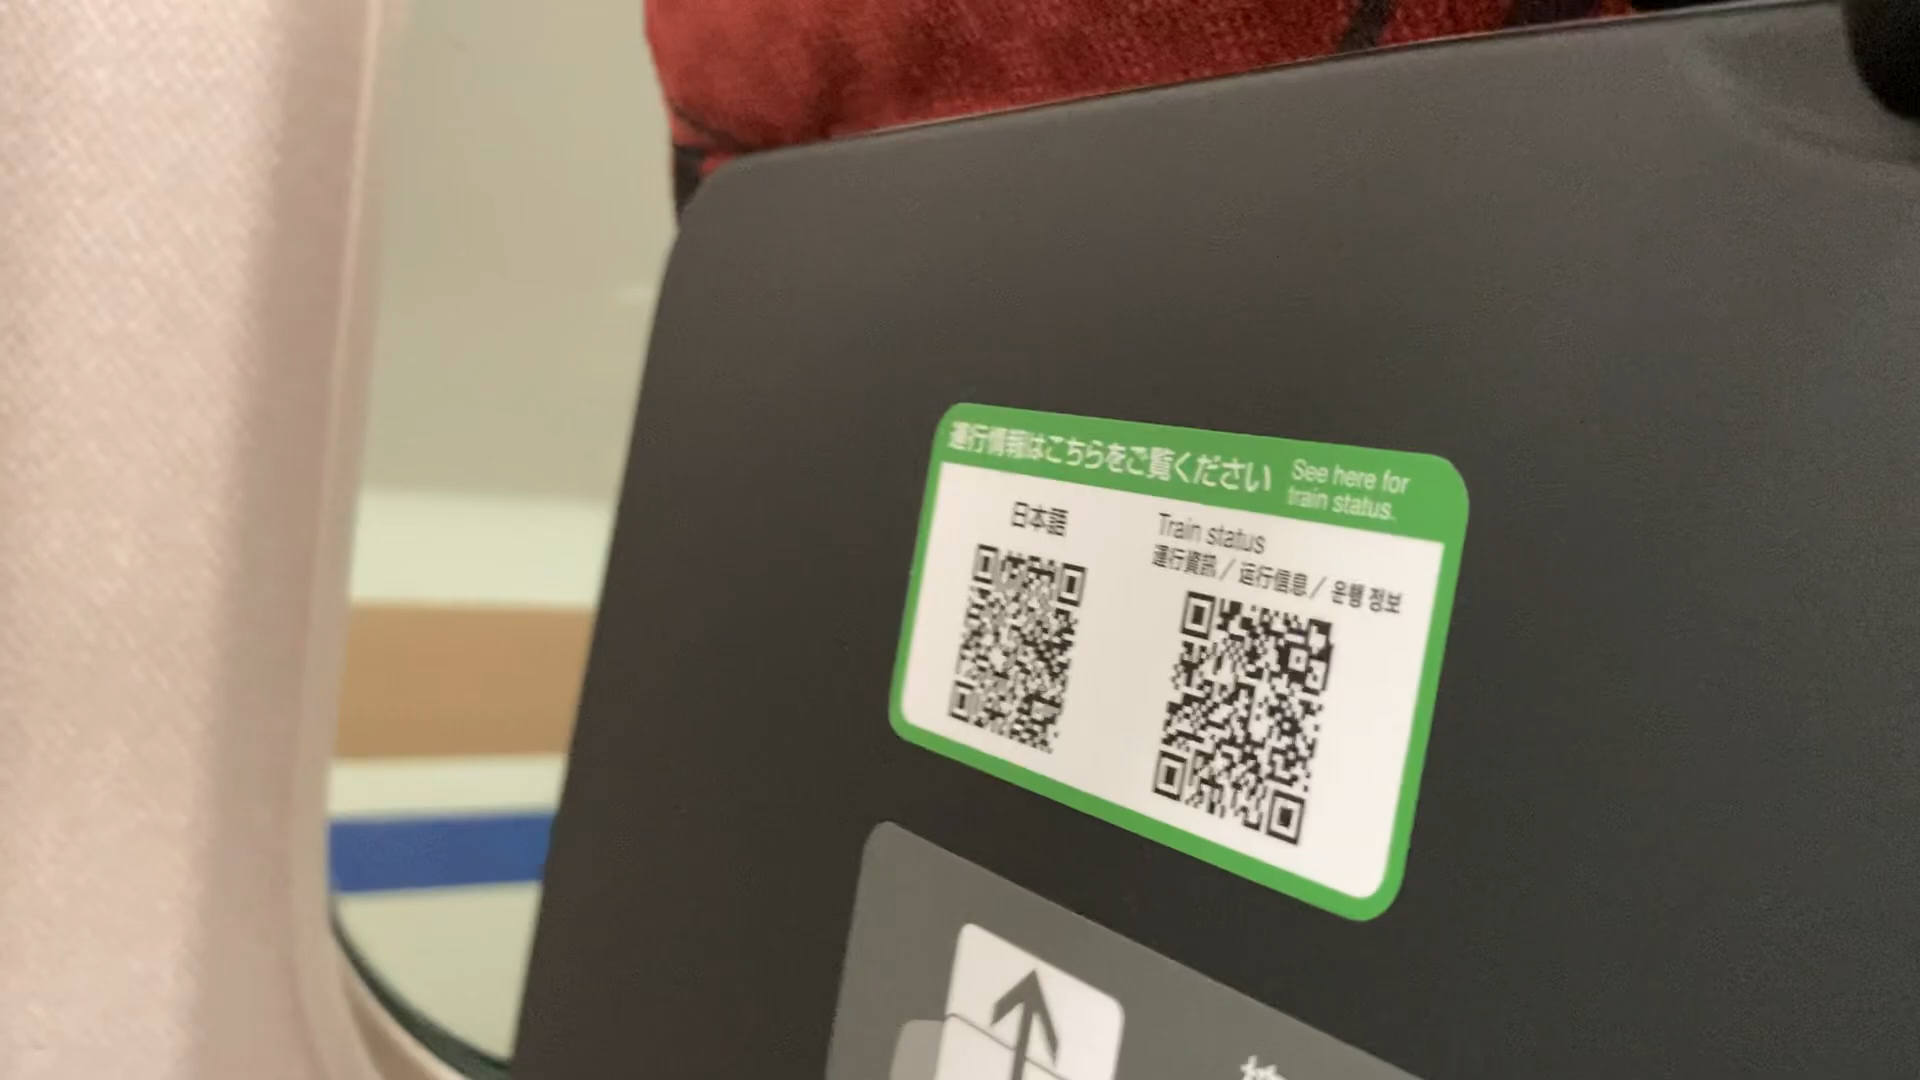 運行情報はこちらをご覧ください
See here for
train status.
日本語
Train status
運行資訊 / 运行信息 / 운행 정보